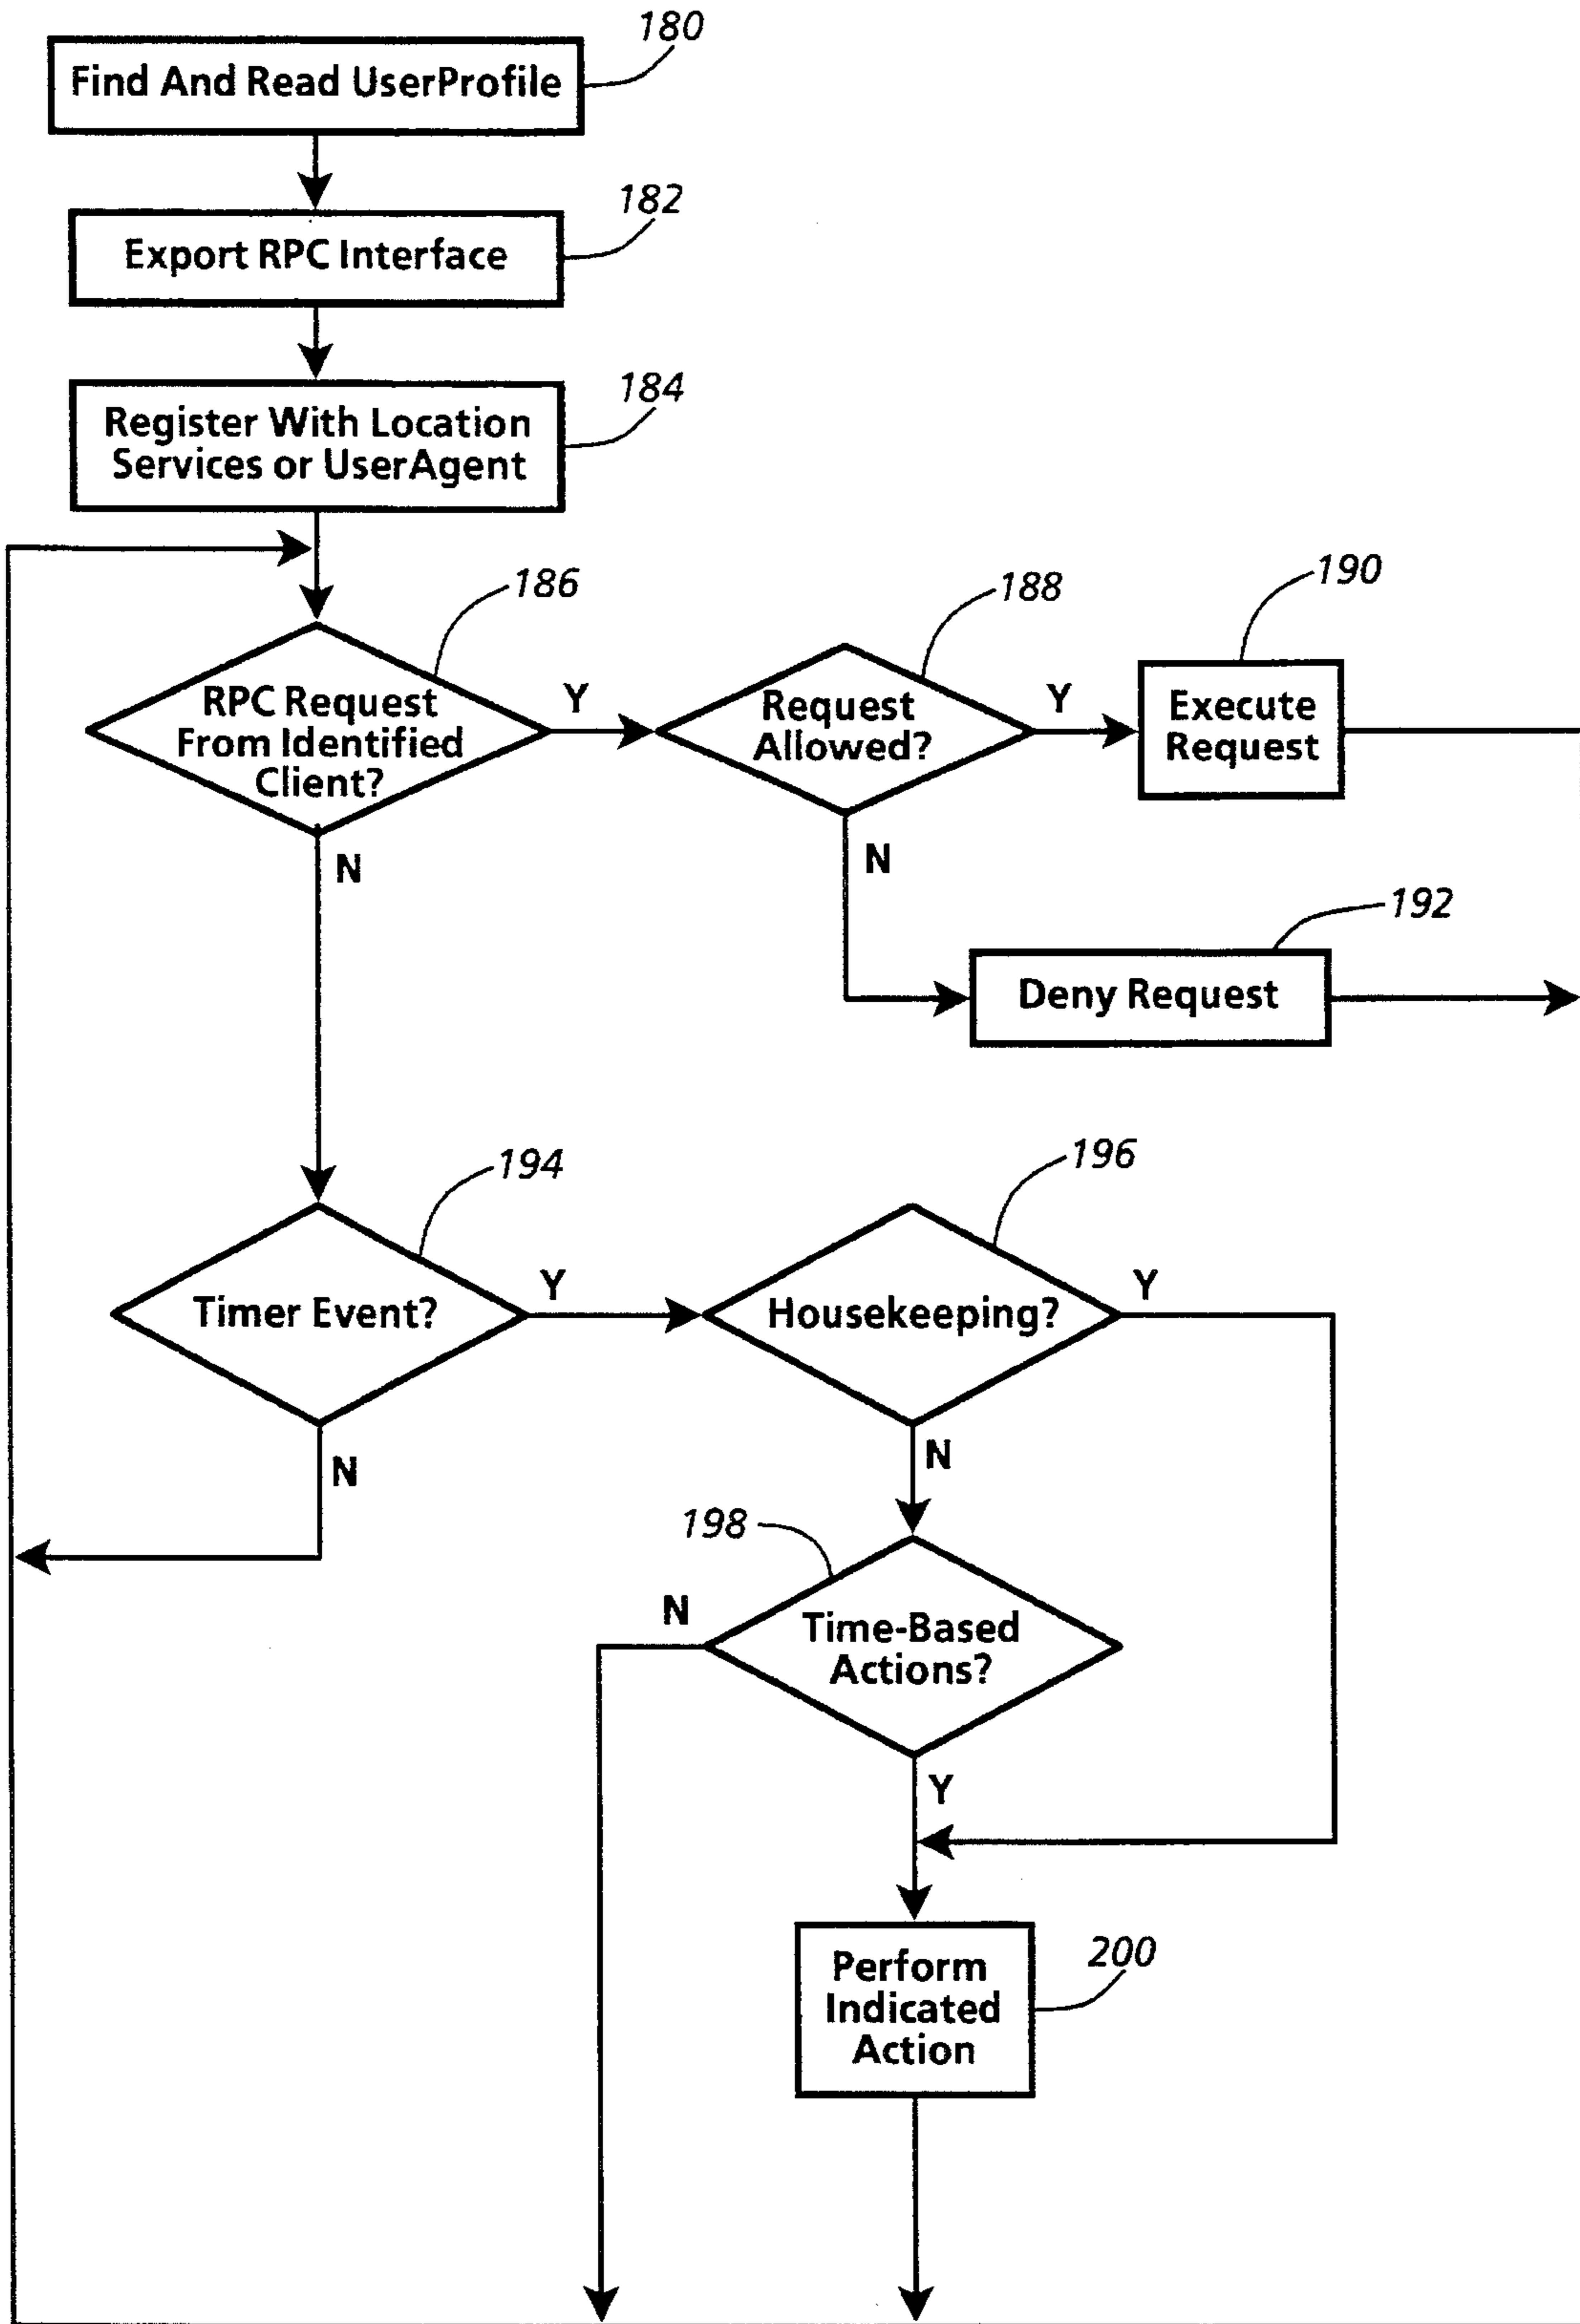 180
Find And Read UserProfile
182
Export RPC Interface
184
Register With Location
Services or UserAgent
186
188
190
RPC Request
From Identified
Client?
Y
Request
Allowed?
Y
Execute
Request
N
N
192
Deny Request
194
196
Timer Event?
Y
Housekeeping?
Y
N
N
198
N
Time-Based
Actions?
Y
200
Perform
Indicated
Action